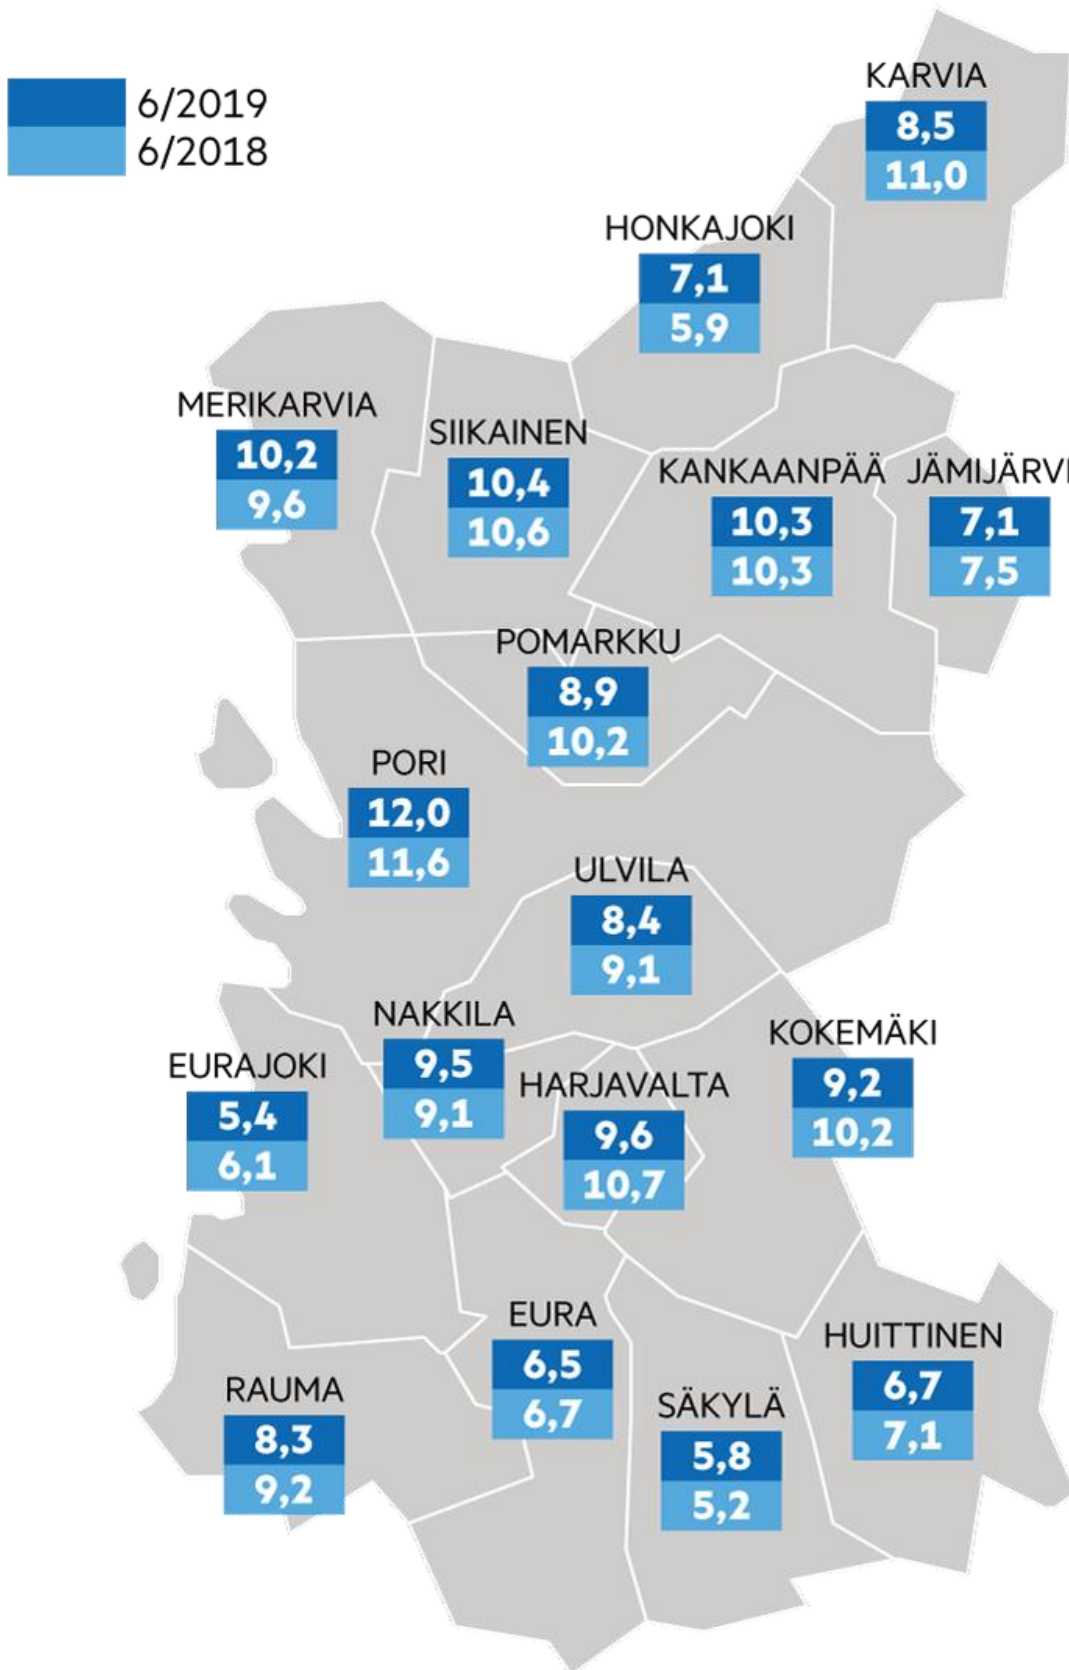 6/2019
6/2018
KARVIA
8,5
11,0
HONKAJOKI
7,1
5,9
MERIKARVIA
10,2
9,6
SIIKAINEN
10,4
10,6
KANKAANPÄÄ
10,3
10,3
JÄMIJÄRVI
7,1
7,5
POMARKKU
8,9
10,2
PORI
12,0
11,6
ULVILA
8,4
9,1
NAKKILA
9,5
9,1
KOKEMÄKI
9,2
10,2
EURAJOKI
5,4
6,1
HARJAVALTA
9,6
10,7
EURA
6,5
6,7
HUITTINEN
6,7
7,1
RAUMA
8,3
9,2
SÄKYLÄ
5,8
5,2